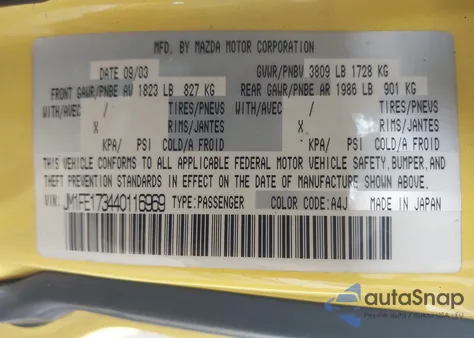 MFD. BY MAZDA MOTOR CORPORATION
DATE 09/03 GVWR/PNBV 3809 LB 1728 KG
FRONT GAWR/PNBE AV 1823 LB 827 KG REAR GAWR/PNBE AR 1986 LB 901 KG
WITH/AVEC / TIRES/PNEUS WITH/AVEC / TIRES/PNEUS
X RIMS/JANTES X RIMS/JANTES
KPA/ PSI COLD/A FROID KPA/ PSI COLD/A FROID
THIS VEHICLE CONFORMS TO ALL APPLICABLE FEDERAL MOTOR VEHICLE SAFETY, BUMPER, AND
THEFT PREVENTION STANDARDS IN EFFECT ON THE DATE OF MANUFACTURE SHOWN ABOVE.
VIN: JM1FE173440116969 TYPE:PASSENGER COLOR CODE: A4J MADE IN JAPAN
autoSnap